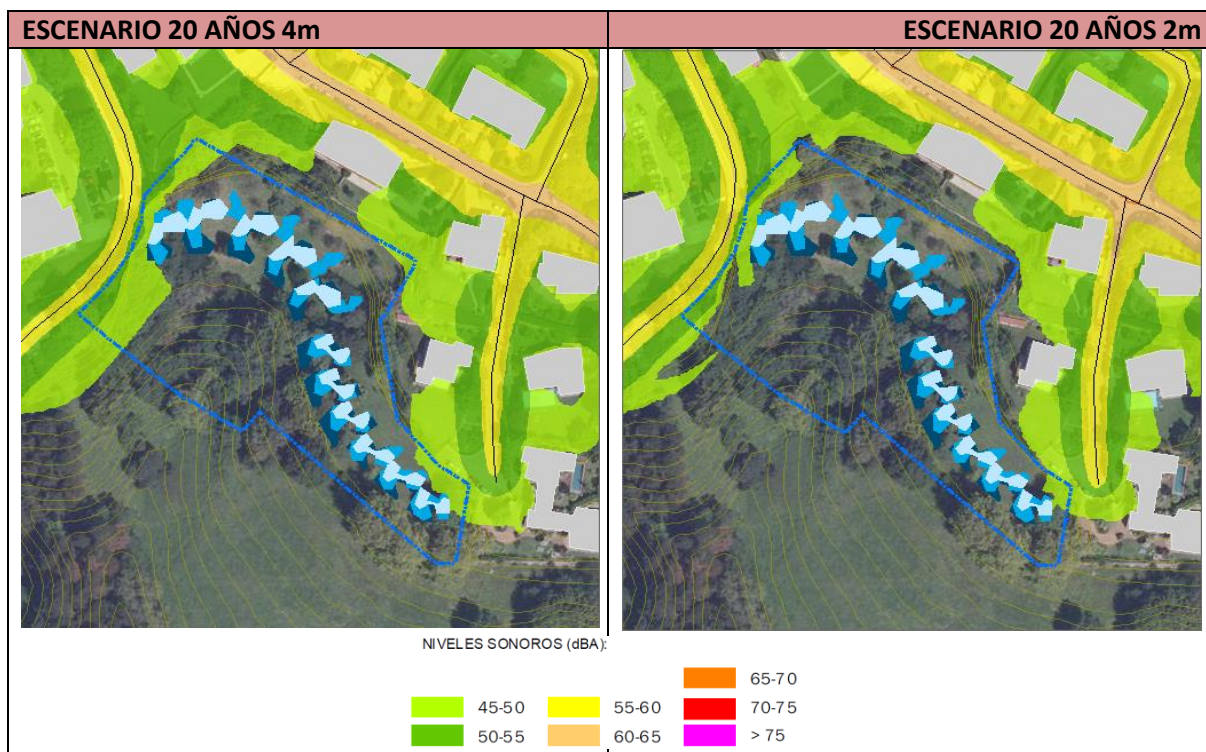 ESCENARIO 20 AÑOS 4m
ESCENARIO 20 AÑOS 2m
NIVELES SONOROS (dBA):
45-50
50-55
55-60
60-65
65-70
70-75
> 75